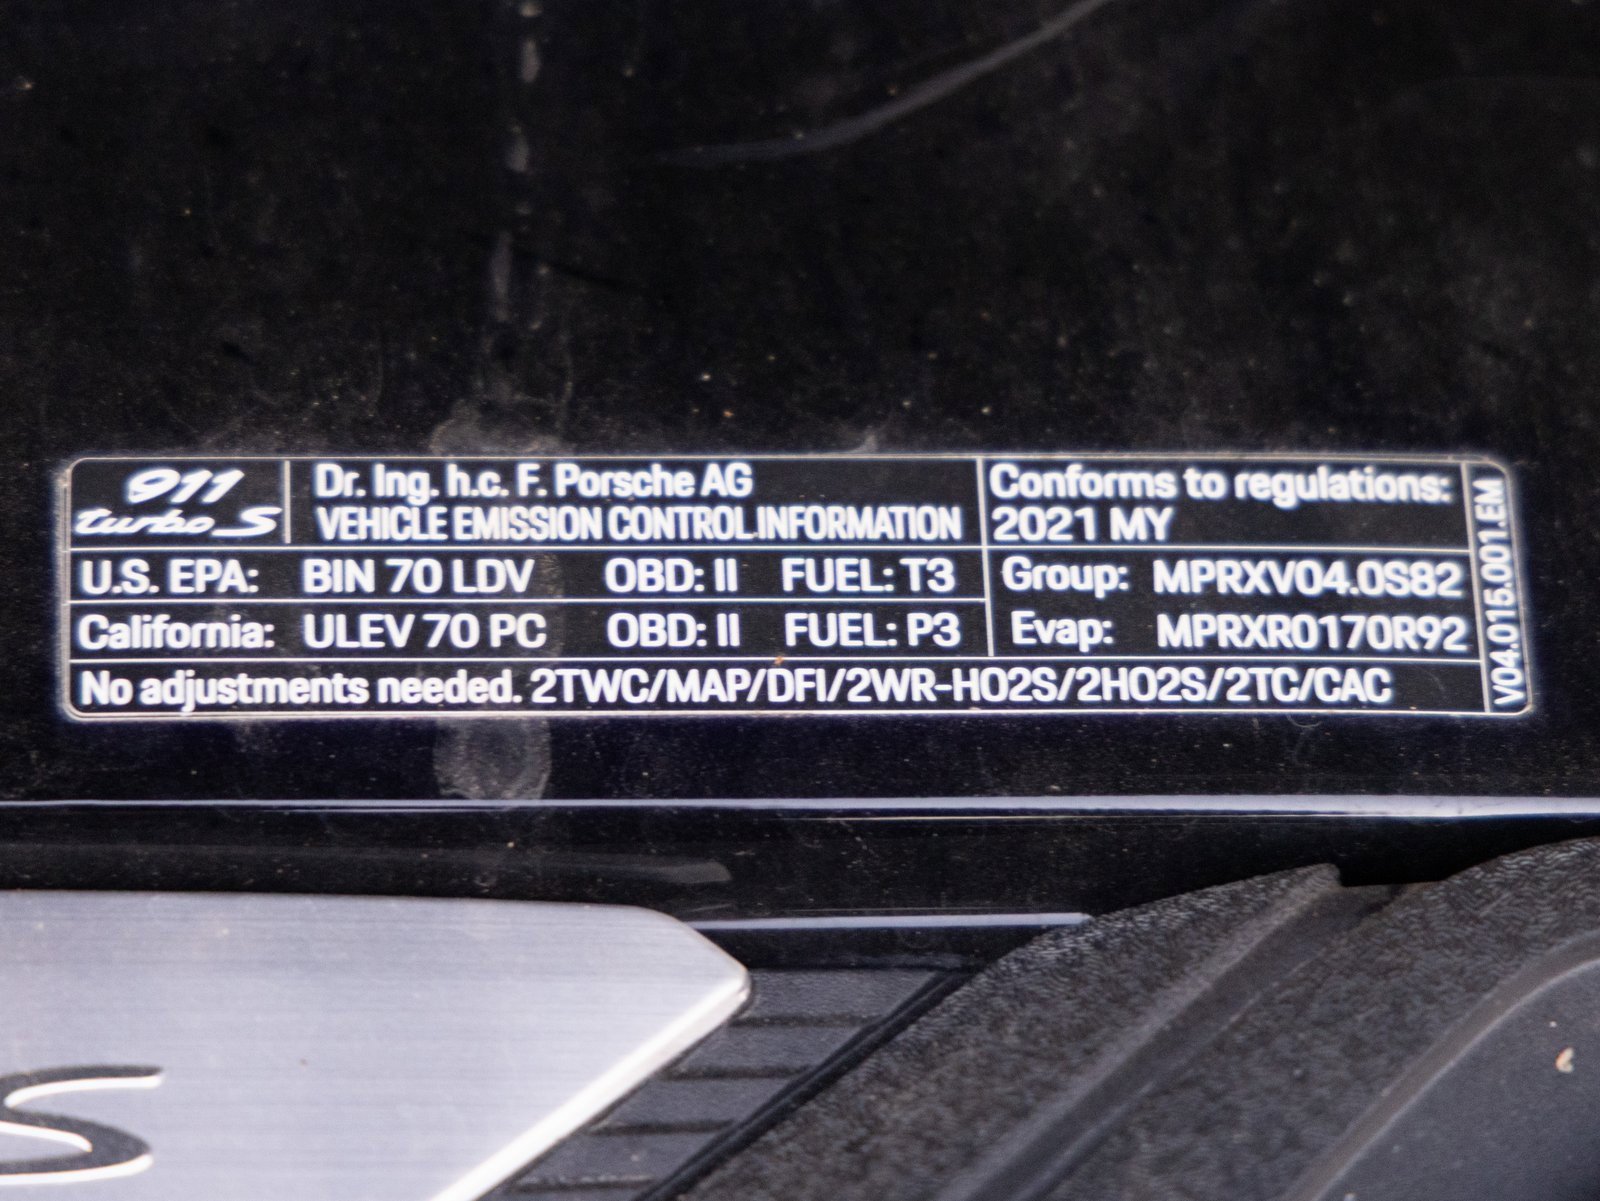 911
turbo S
Dr. Ing. h.c. F. Porsche AG
VEHICLE EMISSION CONTROL INFORMATION
Conforms to regulations:
2021 MY
U.S. EPA: BIN 70 LDV OBD: II FUEL: T3
California: ULEV 70 PC OBD: II FUEL: P3
Group: MPRXV04.0S82
Evap: MPRXR0170R92
No adjustments needed. 2TWC/MAP/DFI/2WR-HO2S/2HO2S/2TC/CAC
V04.015.001.EM
S